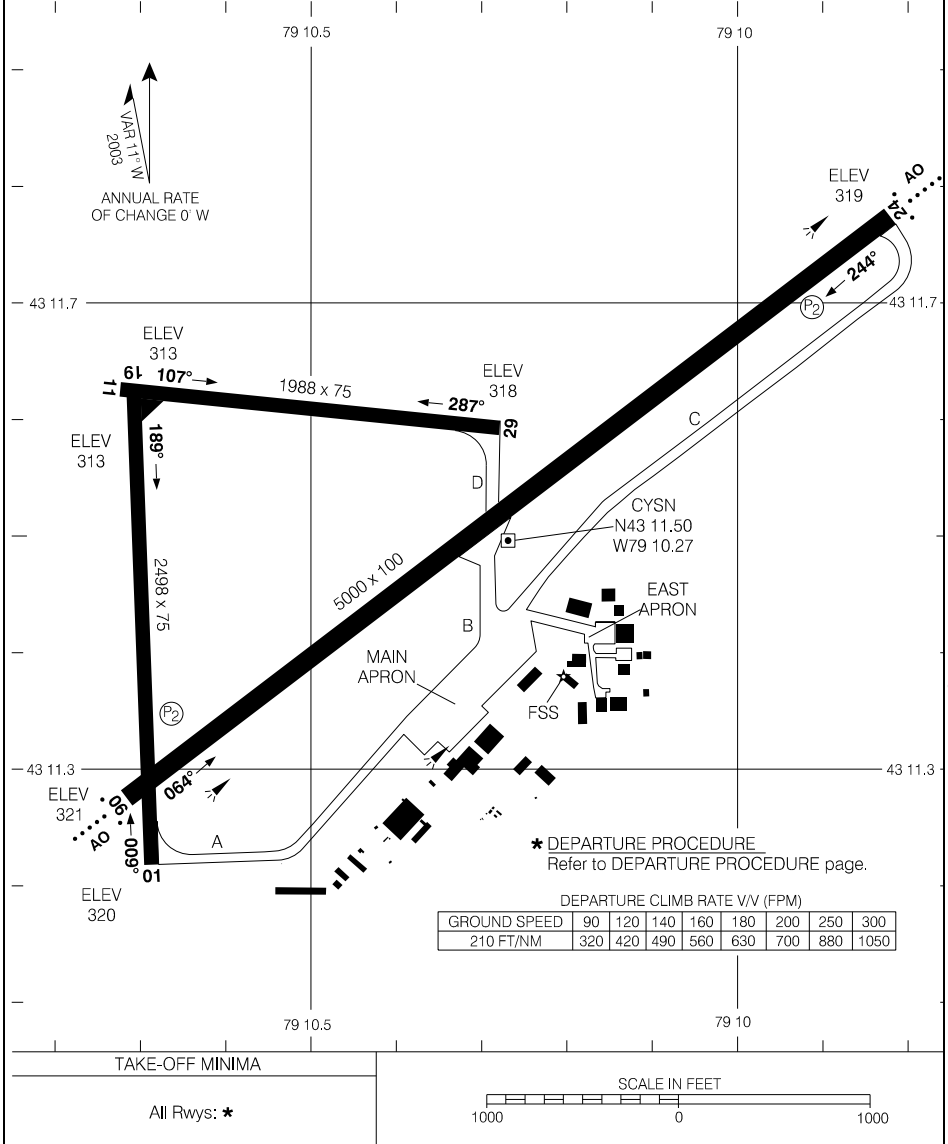 79 10.5
79 10
VAR 11° W
2003
ANNUAL RATE
OF CHANGE 0' W
ELEV
319
AO
24
244°
43 11.7
43 11.7
P2
ELEV
313
19
11
107°
1988 x 75
ELEV
318
287°
29
ELEV
313
189°
C
D
CYSN
N43 11.50
W79 10.27
2498 x 75
5000 x 100
EAST
APRON
B
MAIN
APRON
P2
FSS
43 11.3
43 11.3
064°
ELEV
321
06
AO
009°
A
01
ELEV
320
* DEPARTURE PROCEDURE
Refer to DEPARTURE PROCEDURE page.
DEPARTURE CLIMB RATE V/V (FPM)
GROUND SPEED 90 120 140 160 180 200 250 300
210 FT/NM 320 420 490 560 630 700 880 1050
79 10.5
79 10
TAKE-OFF MINIMA
All Rwys: *
SCALE IN FEET
1000 0 1000